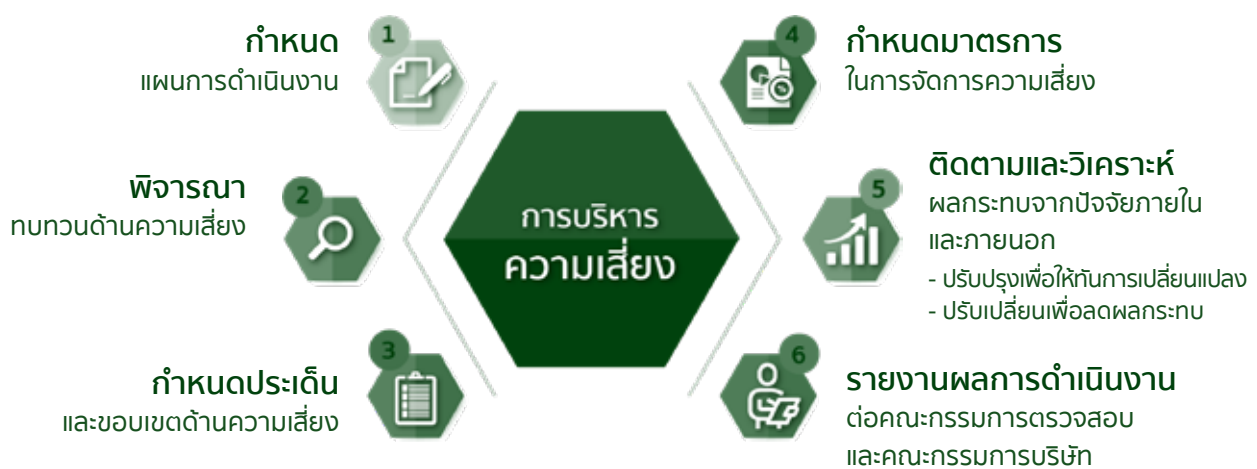 1
กำหนด
แผนการดำเนินงาน
2
พิจารณา
ทบทวนด้านความเสี่ยง
3
กำหนดประเด็น
และขอบเขตด้านความเสี่ยง
การบริหาร
ความเสี่ยง
4
กำหนดมาตรการ
ในการจัดการความเสี่ยง
5
ติดตามและวิเคราะห์
ผลกระทบจากปัจจัยภายใน
และภายนอก
- ปรับปรุงเพื่อให้ทันการเปลี่ยนแปลง
- ปรับเปลี่ยนเพื่อลดผลกระทบ
6
รายงานผลการดำเนินงาน
ต่อคณะกรรมการตรวจสอบ
และคณะกรรมการบริษัท